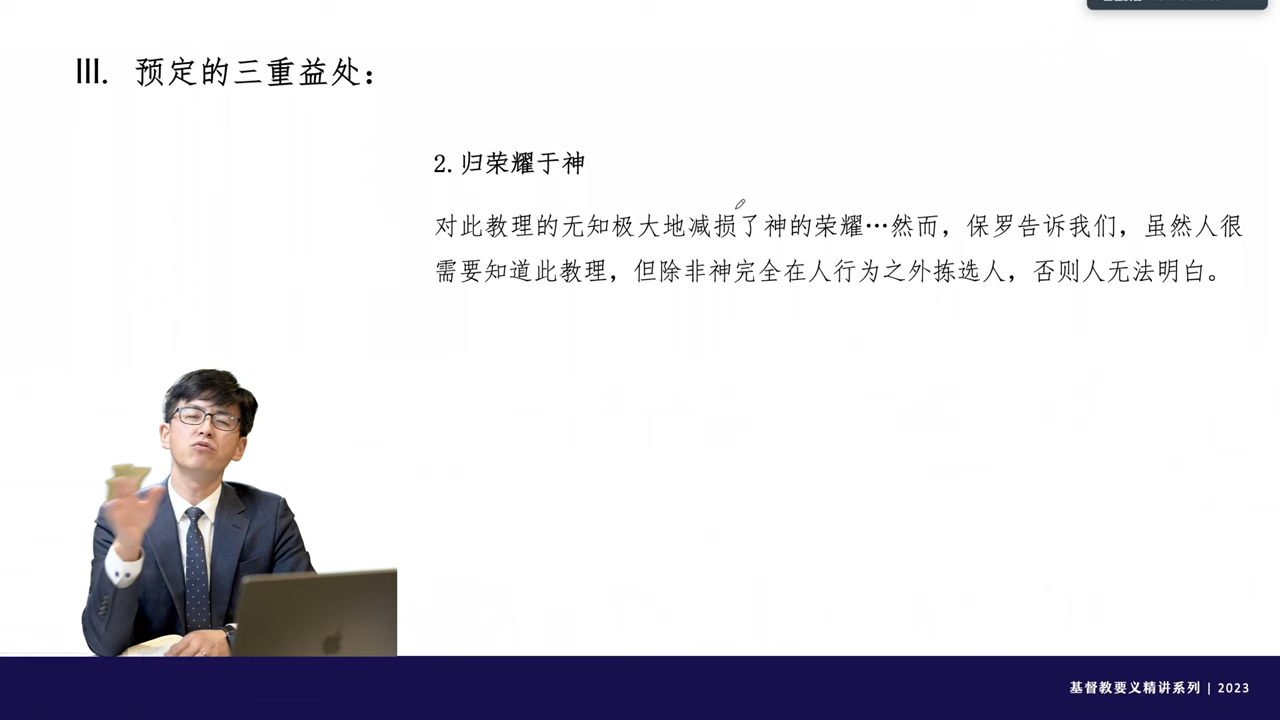 Ⅲ. 预定的三重益处：
2. 归荣耀于神
对此教理的无知极大地减损了神的荣耀…然而，保罗告诉我们，虽然人很
需要知道此教理，但除非神完全在人行为之外拣选人，否则人无法明白。
基督教要义精讲系列 | 2023